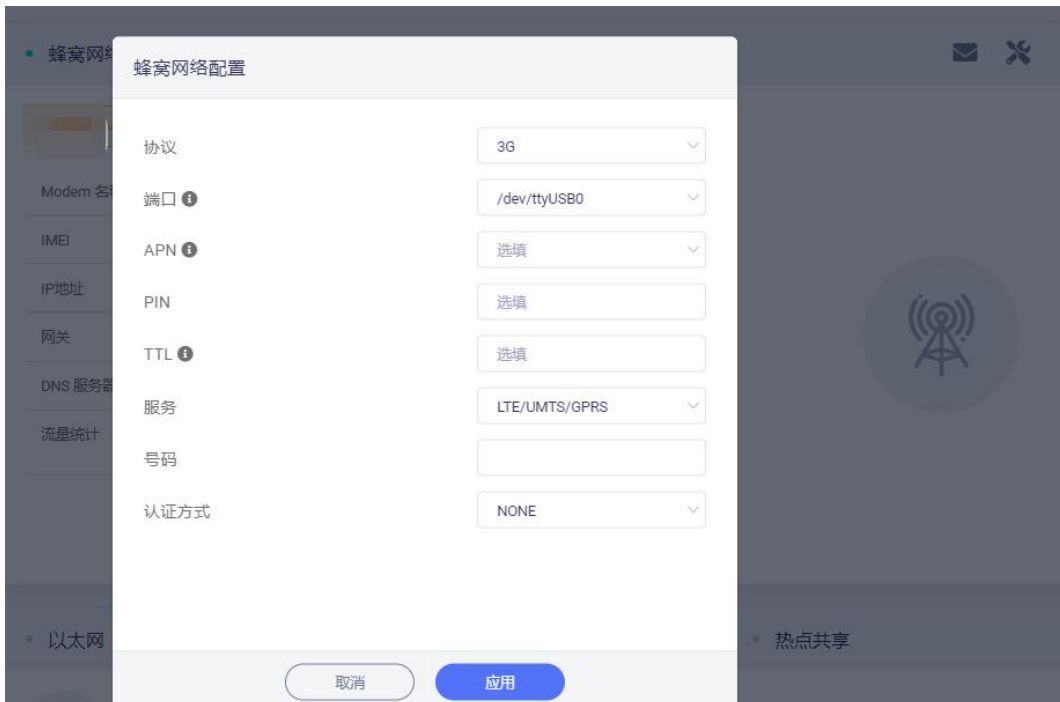 蜂窝网
蜂窝网络配置
协议
3G
Modem 名
端口
/dev/ttyUSB0
IMEI
APN
选填
IP地址
PIN
选填
网关
TTL
选填
DNS 服务器
服务
LTE/UMTS/GPRS
流量统计
号码
认证方式
NONE
以太网
热点共享
取消
应用